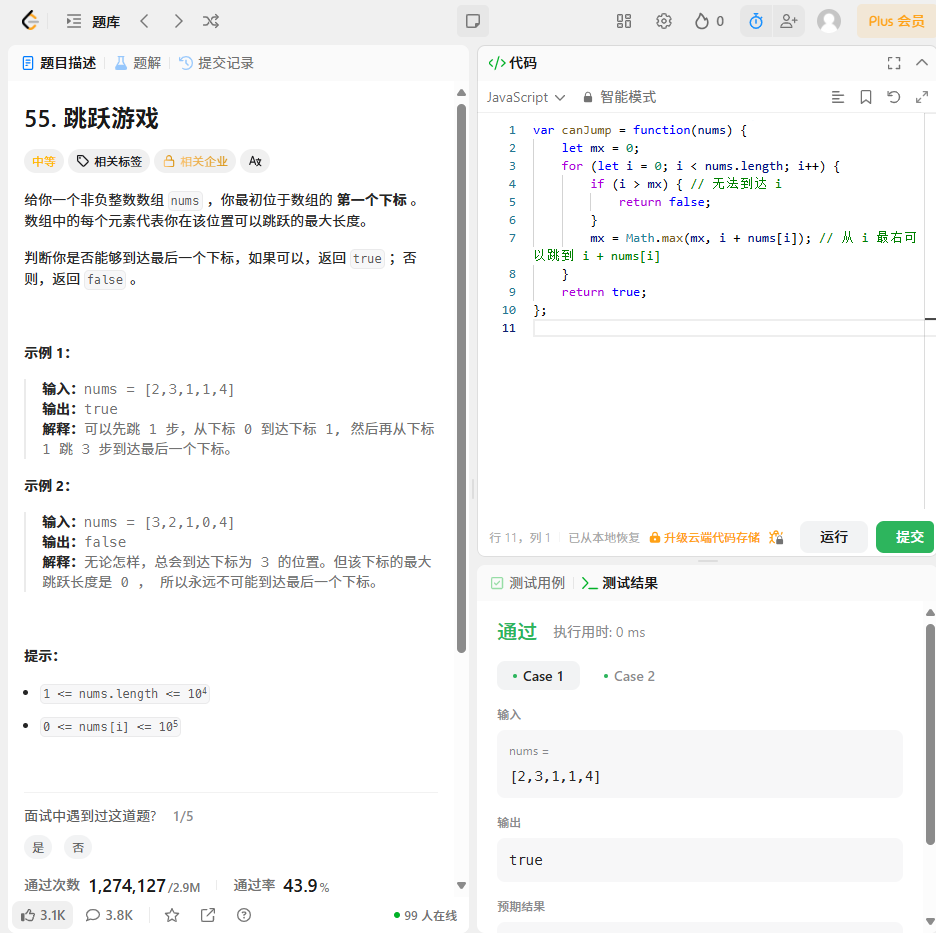 题库
0
Plus 会员
题目描述
题解
提交记录
55. 跳跃游戏
中等
相关标签
相关企业
给你一个非负整数数组 nums ，你最初位于数组的 第一个下标 。
数组中的每个元素代表你在该位置可以跳跃的最大长度。
判断你是否能够到达最后一个下标，如果可以，返回 true ；否
则，返回 false 。
示例 1：
输入：nums = [2,3,1,1,4]
输出：true
解释：可以先跳 1 步，从下标 0 到达下标 1, 然后再从下标
1 跳 3 步到达最后一个下标。
示例 2：
输入：nums = [3,2,1,0,4]
输出：false
解释：无论怎样，总会到达下标为 3 的位置。但该下标的最大
跳跃长度是 0 ， 所以永远不可能到达最后一个下标。
提示：
1 <= nums.length <= 10⁴
0 <= nums[i] <= 10⁵
面试中遇到过这道题? 1/5
是 否
通过次数 1,274,127/2.9M 通过率 43.9%
3.1K 3.8K 99 人在线
代码
JavaScript 智能模式
1 var canJump = function(nums) {
2 let mx = 0;
3 for (let i = 0; i < nums.length; i++) {
4 if (i > mx) { // 无法到达 i
5 return false;
6 }
7 mx = Math.max(mx, i + nums[i]); // 从 i 最右可
以跳到 i + nums[i]
8 }
9 return true;
10 };
11
行 11，列 1 已从本地恢复 升级云端代码存储 运行 提交
测试用例 测试结果
通过 执行用时: 0 ms
Case 1 Case 2
输入
nums =
[2,3,1,1,4]
输出
true
预期结果